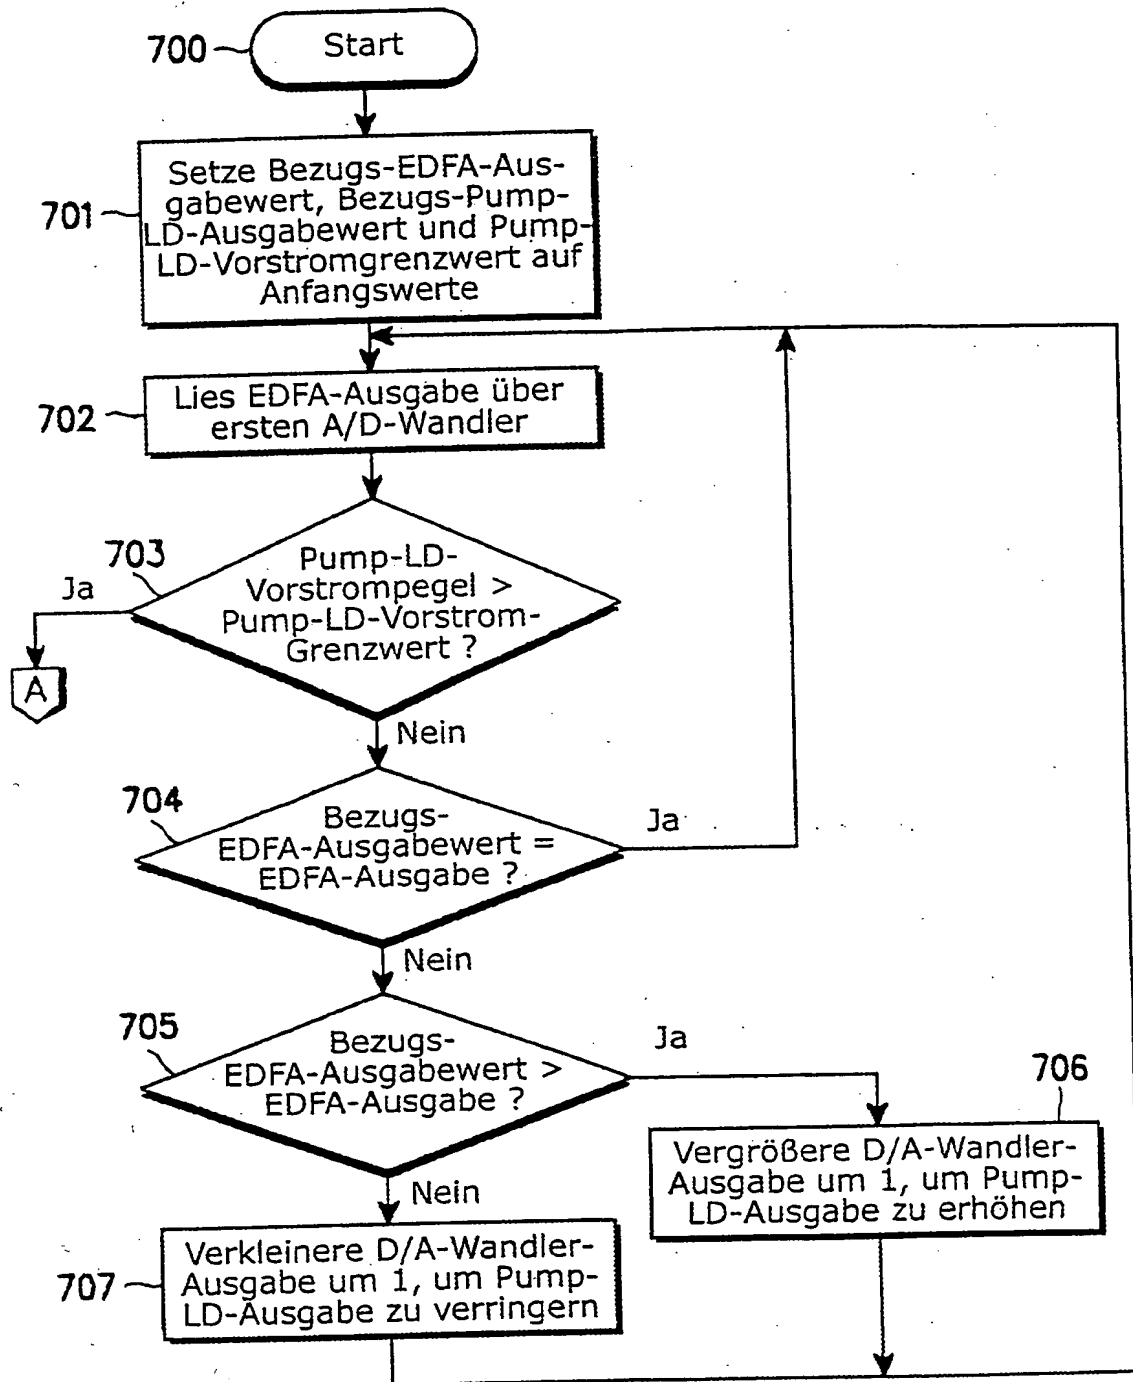 700
Start
701
Setze Bezugs-EDFA-Aus-
gabewert, Bezugs-Pump-
LD-Ausgabewert und Pump-
LD-Vorstromgrenzwert auf
Anfangswerte
702
Lies EDFA-Ausgabe über
ersten A/D-Wandler
703
Pump-LD-
Vorstrompegel >
Pump-LD-Vorstrom-
Grenzwert ?
Ja
A
Nein
704
Bezugs-
EDFA-Ausgabewert =
EDFA-Ausgabe ?
Ja
Nein
705
Bezugs-
EDFA-Ausgabewert >
EDFA-Ausgabe ?
Ja
706
Vergrößere D/A-Wandler-
Ausgabe um 1, um Pump-
LD-Ausgabe zu erhöhen
Nein
707
Verkleinere D/A-Wandler-
Ausgabe um 1, um Pump-
LD-Ausgabe zu verringern